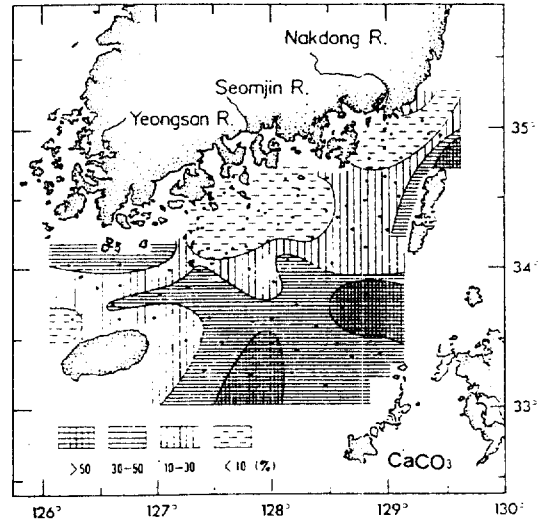 Nakdong R.
Seomjin R.
Yeongsan R.
35°
34°
33°
>50 30-50 10-30 <10 (%)
CaCO₃
126° 127° 128° 129° 130°